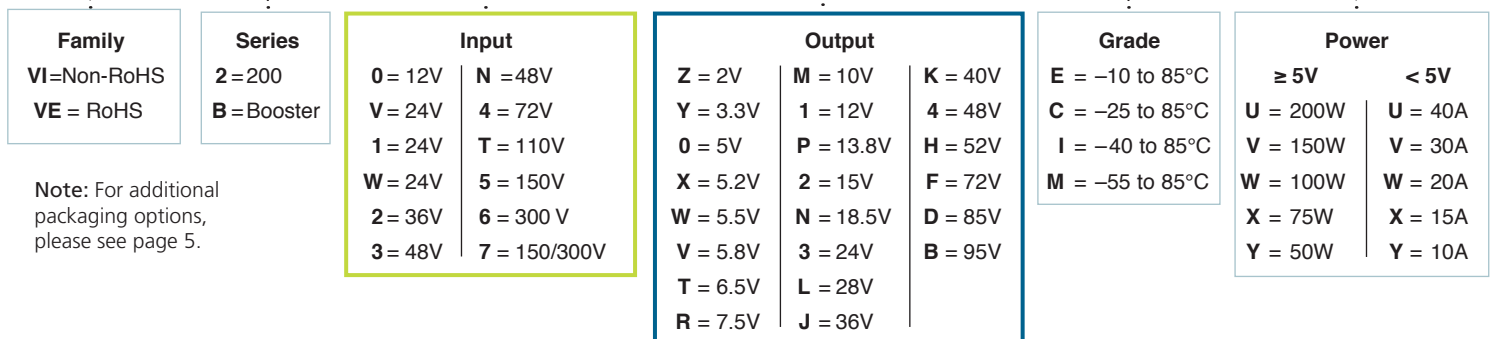 Family
VI=Non-RoHS
VE = RoHS
Series
2 = 200
B = Booster
Input
0 = 12V
V = 24V
1 = 24V
W = 24V
2 = 36V
3 = 48V
N = 48V
4 = 72V
T = 110V
5 = 150V
6 = 300 V
7 = 150/300V
Output
Z = 2V
Y = 3.3V
0 = 5V
X = 5.2V
W = 5.5V
V = 5.8V
T = 6.5V
R = 7.5V
M = 10V
1 = 12V
P = 13.8V
2 = 15V
N = 18.5V
3 = 24V
L = 28V
J = 36V
K = 40V
4 = 48V
H = 52V
F = 72V
D = 85V
B = 95V
Grade
E = –10 to 85°C
C = –25 to 85°C
I = –40 to 85°C
M = –55 to 85°C
Power
≥ 5V
U = 200W
V = 150W
W = 100W
X = 75W
Y = 50W
< 5V
U = 40A
V = 30A
W = 20A
X = 15A
Y = 10A
Note: For additional
packaging options,
please see page 5.